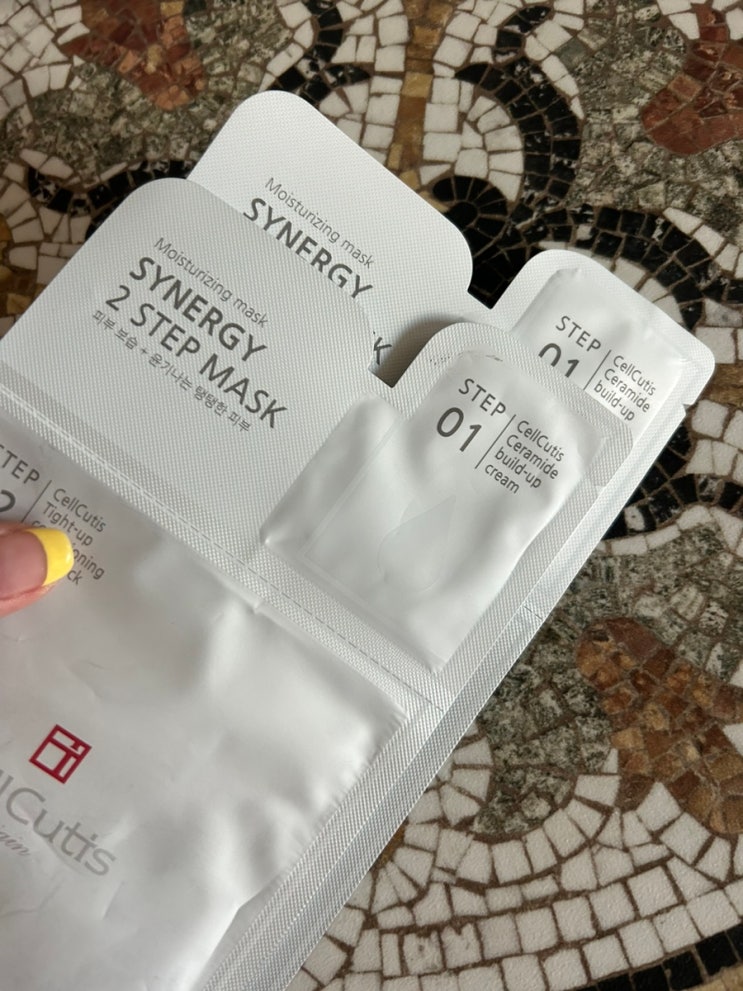 Moisturizing mask
SYNERGY
STEP
01
CellCutis
Ceramide
build-up
Moisturizing mask
SYNERGY
2 STEP MASK
피부 보습 + 윤기나는 탱탱한 피부
STEP
01
CellCutis
Ceramide
build-up
cream
CellCutis
Tight-up